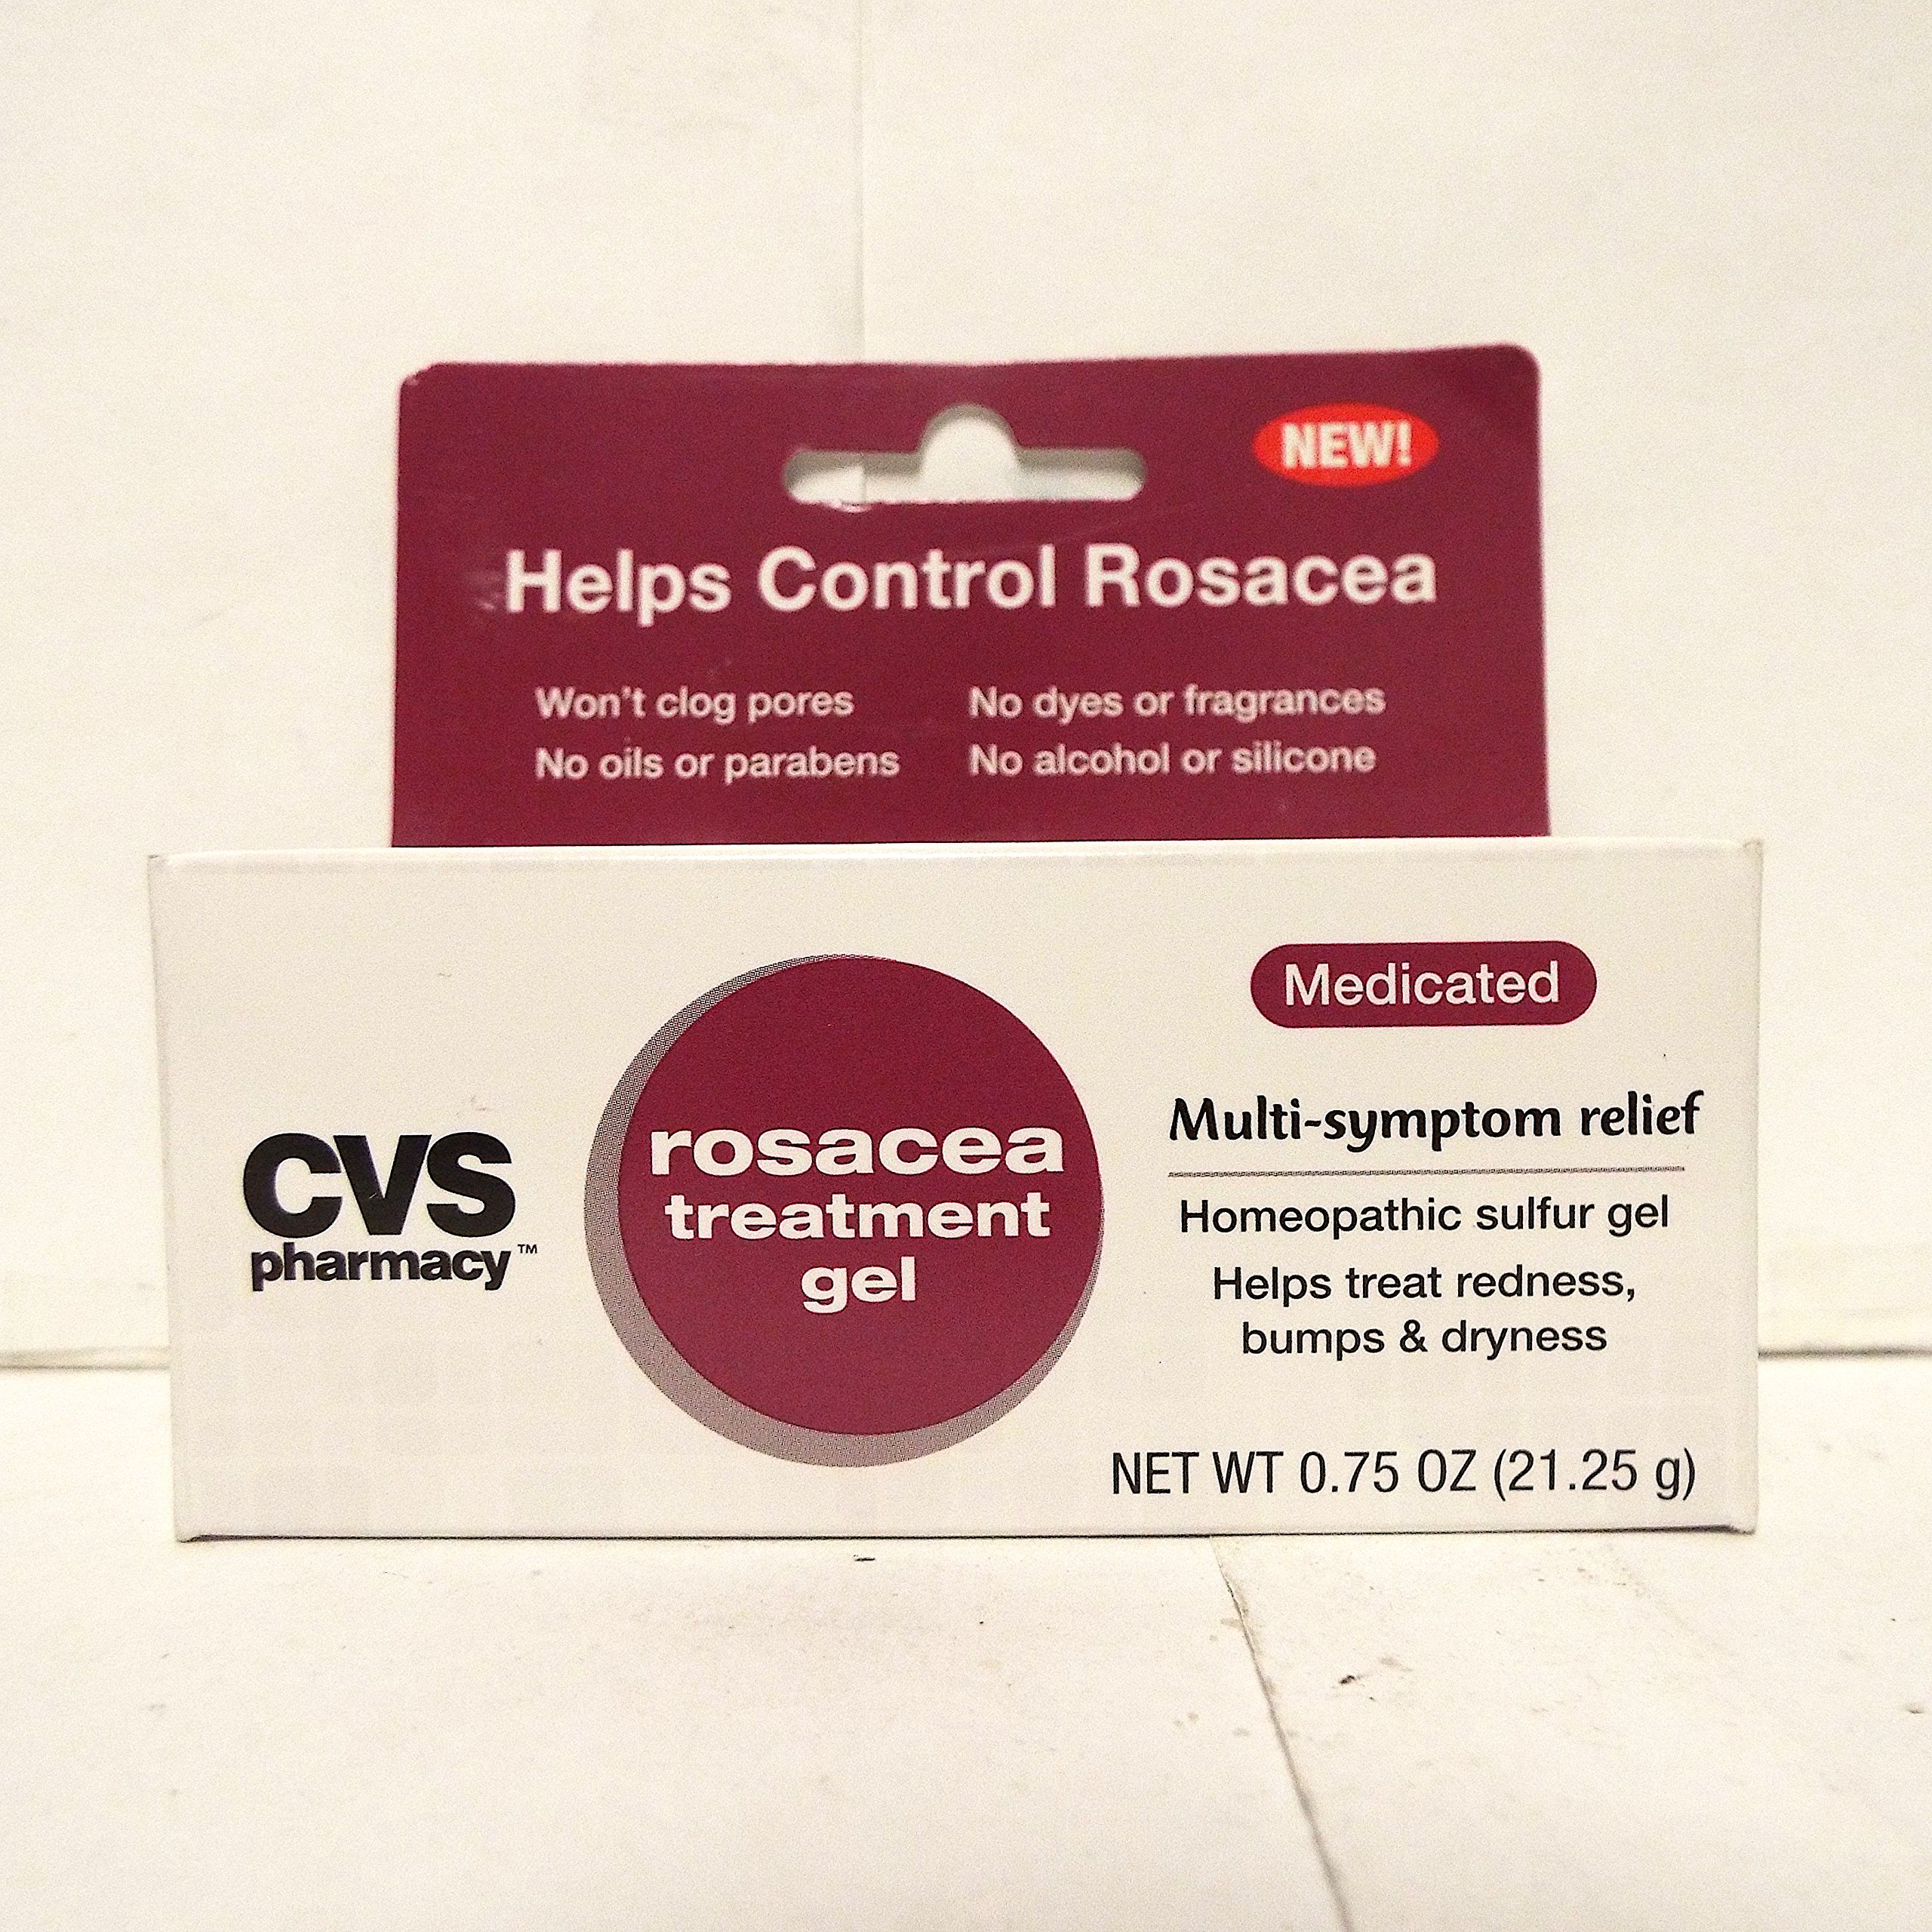 NEW!
Helps Control Rosacea
Won't clog pores
No dyes or fragrances
No oils or parabens
No alcohol or silicone
CVS
pharmacy™
rosacea
treatment
gel
Medicated
Multi-symptom relief
Homeopathic sulfur gel
Helps treat redness,
bumps & dryness
NET WT 0.75 OZ (21.25 g)